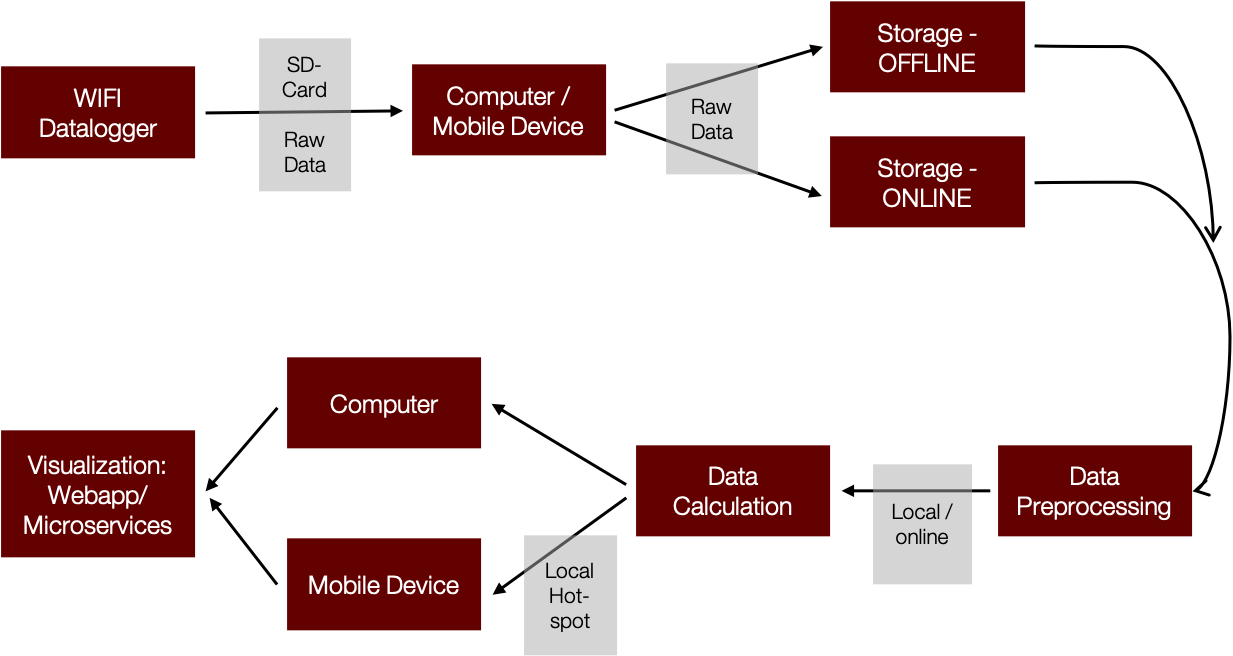 WIFI
Datalogger
SD-
Card
Raw
Data
Computer /
Mobile Device
Raw
Data
Storage -
OFFLINE
Storage -
ONLINE
Data
Preprocessing
Local /
online
Data
Calculation
Local
Hot-
spot
Computer
Mobile Device
Visualization:
Webapp/
Microservices